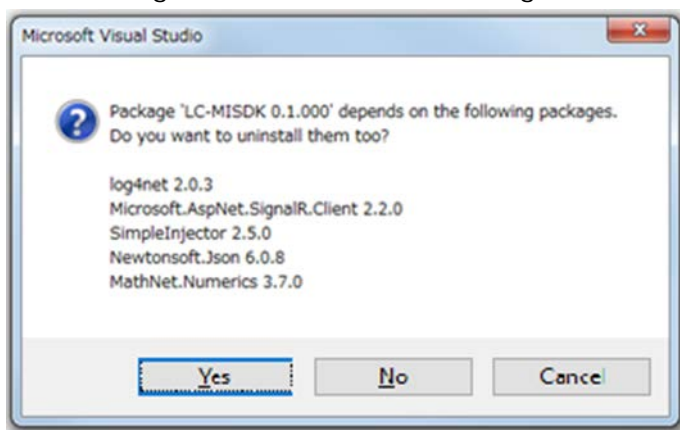 Microsoft Visual Studio
Package 'LC-MISDK 0.1.000' depends on the following packages.
Do you want to uninstall them too?
log4net 2.0.3
Microsoft.AspNet.SignalR.Client 2.2.0
SimpleInjector 2.5.0
Newtonsoft.Json 6.0.8
MathNet.Numerics 3.7.0
Yes No Cancel